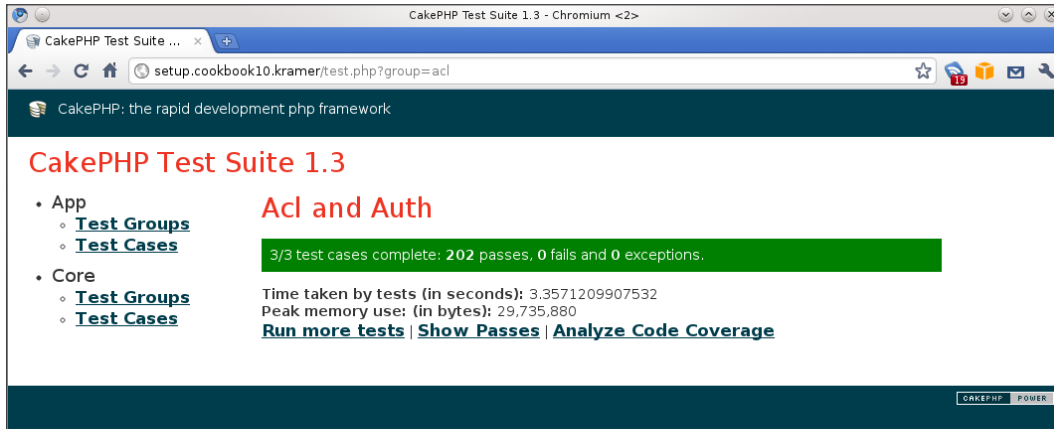 CakePHP Test Suite 1.3 - Chromium <2>
CakePHP Test Suite ...
setup.cookbook10.kramer/test.php?group=acl
19
CakePHP: the rapid development php framework
CakePHP Test Suite 1.3
App
Test Groups
Test Cases
Core
Test Groups
Test Cases
Acl and Auth
3/3 test cases complete: 202 passes, 0 fails and 0 exceptions.
Time taken by tests (in seconds): 3.3571209907532
Peak memory use: (in bytes): 29,735,880
Run more tests | Show Passes | Analyze Code Coverage
CAKEPHP POWER